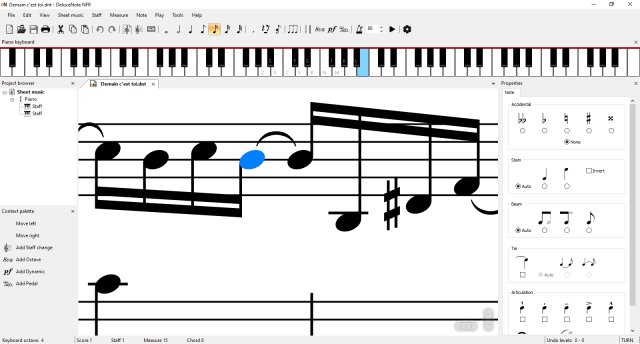 Demain c'est toi.dnt - DeluxeNote NFR
File Edit View Sheet music Staff Measure Note Play Tools Help
86
Piano keyboard
Project browser
Demain c'est toi.dnt
Properties
Sheet music
Piano
Staff
Staff
Note
Accidental
None
Stem
Invert
Auto
Beam
Auto
Tie
Auto
Articulation
Context palette
Move left
Move right
Add Staff change
Add Octave
Add Dynamic
Add Pedal
Keyboard octave: 4 Score 1 Staff 1 Measure 15 Chord 8 Undo levels 0 - 0 TURN